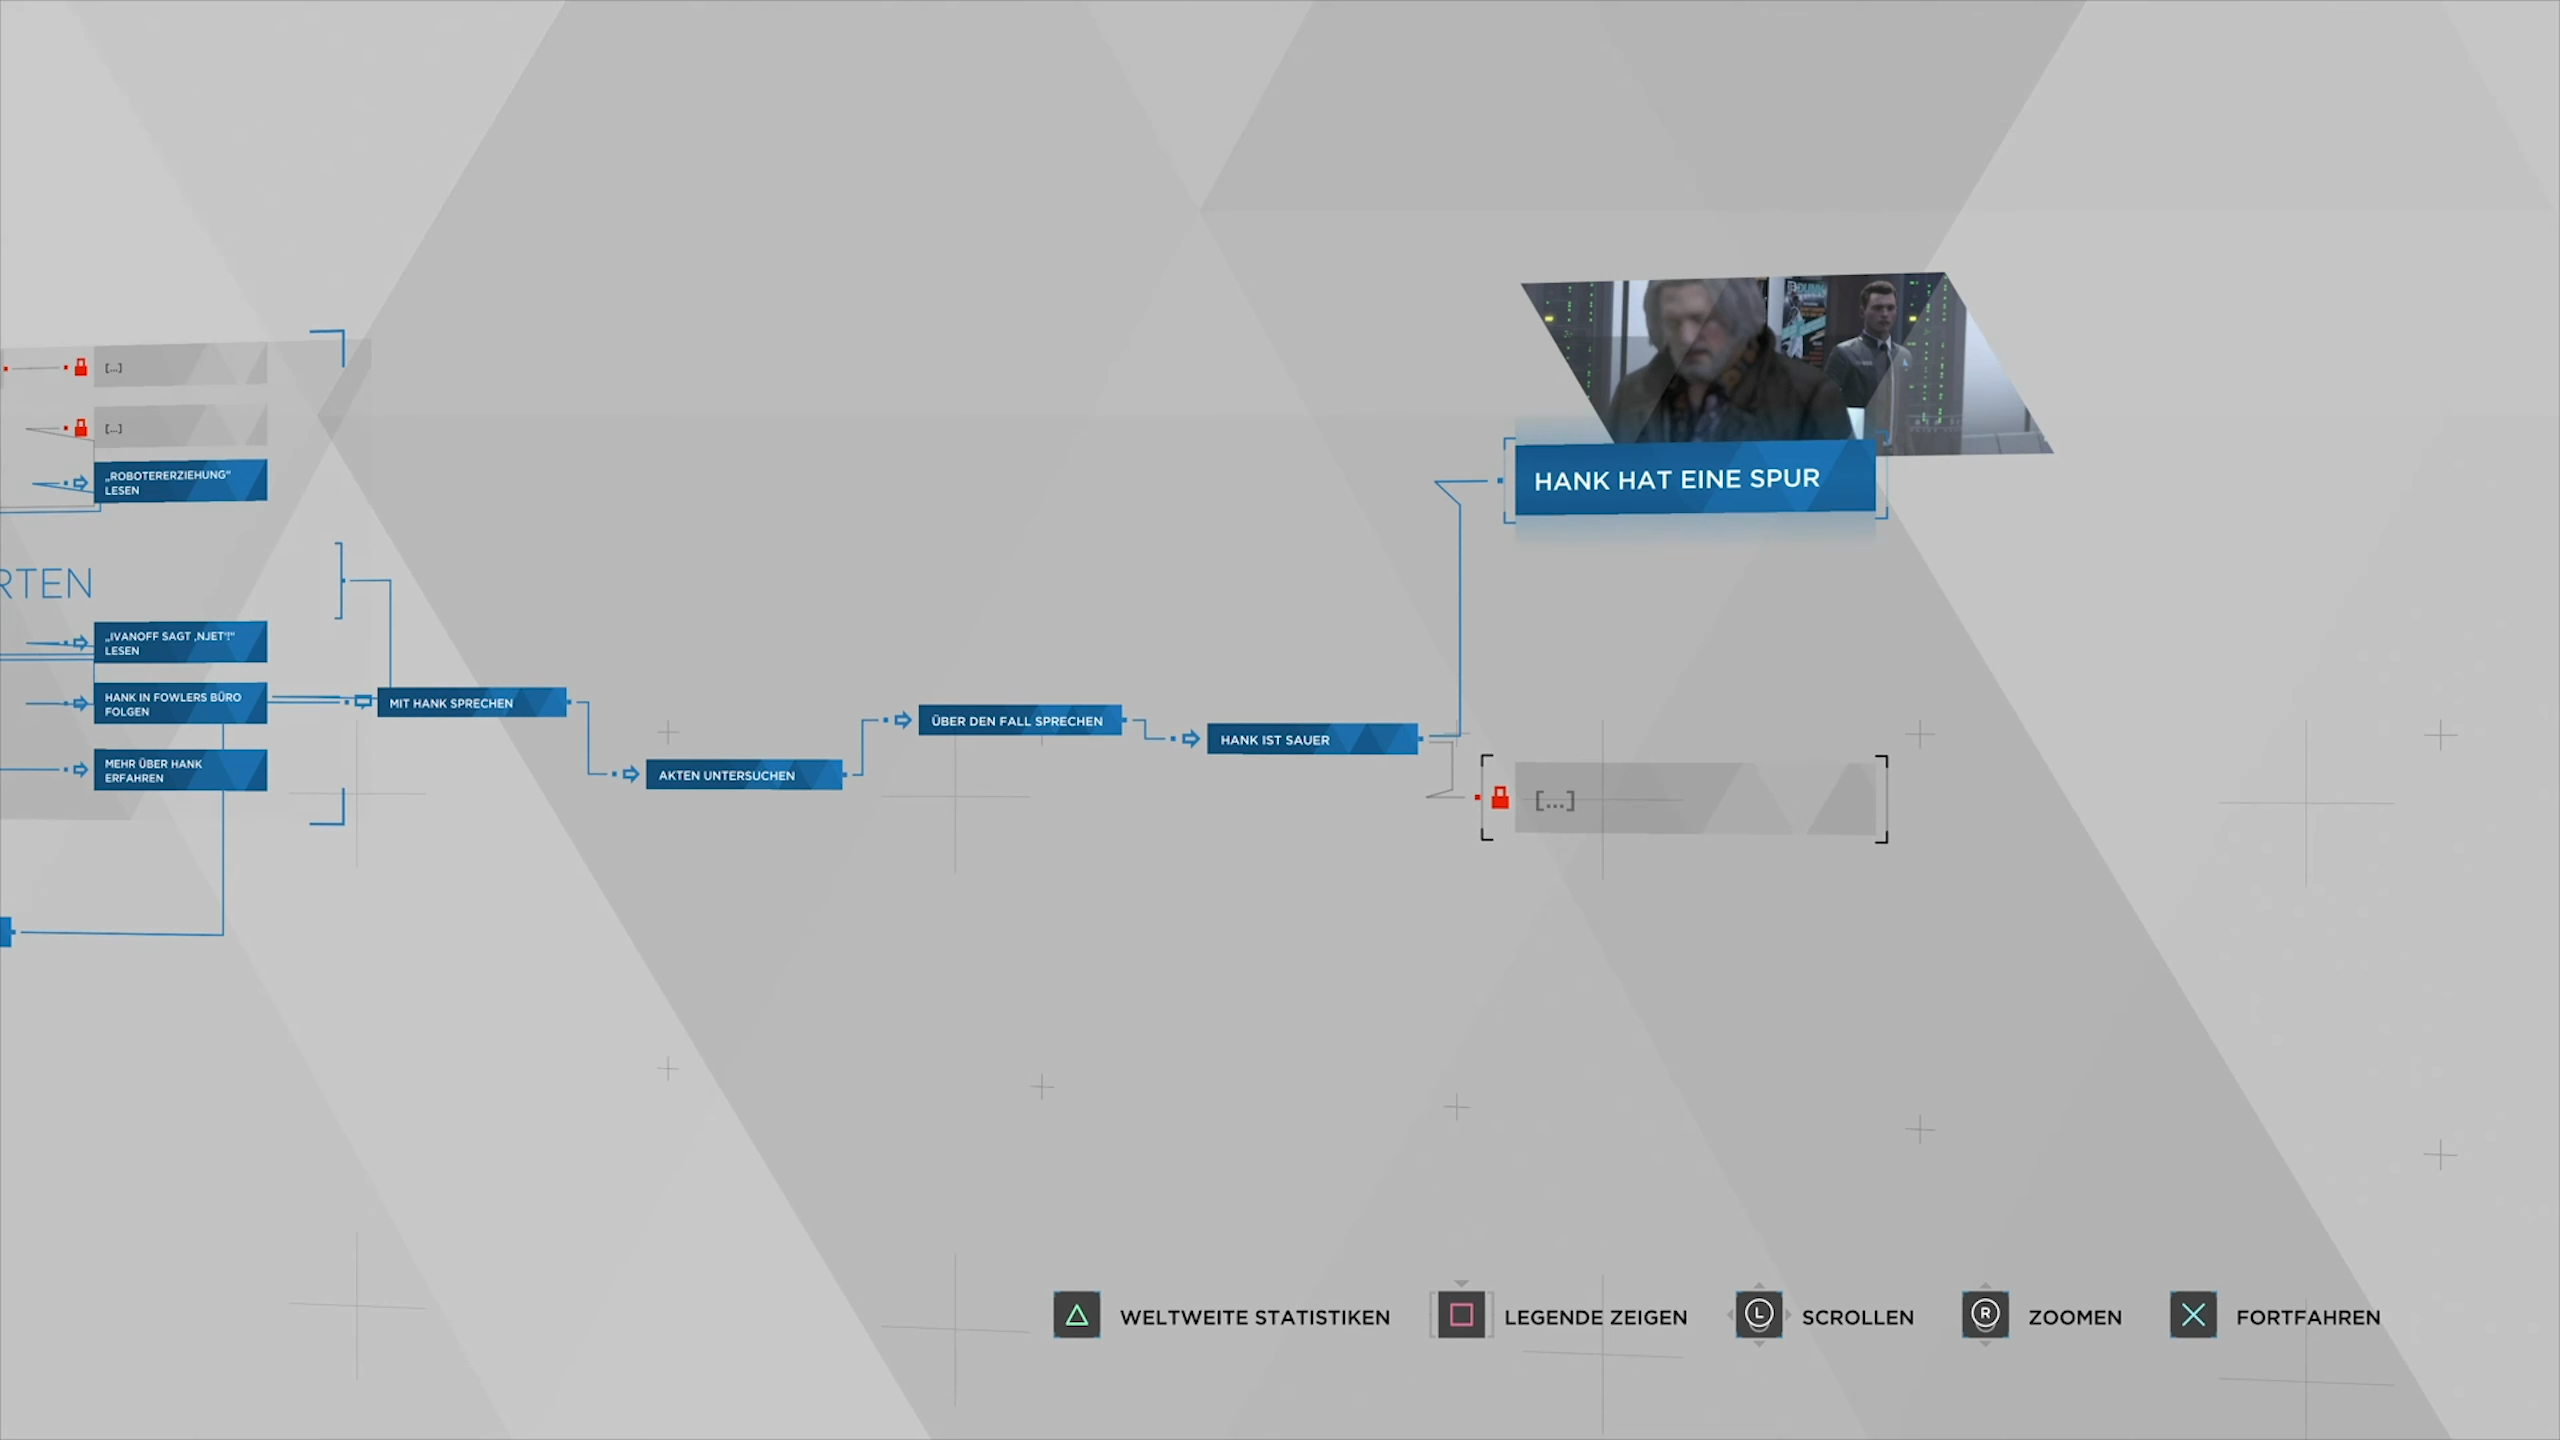 [...]
[...]
„ROBOTERERZIEHUNG“
LESEN
RTEN
„IVANOFF SAGT ‚NJET‘!“
LESEN
HANK IN FOWLERS BÜRO
FOLGEN
MEHR ÜBER HANK
ERFAHREN
MIT HANK SPRECHEN
AKTEN UNTERSUCHEN
ÜBER DEN FALL SPRECHEN
HANK IST SAUER
HANK HAT EINE SPUR
[...]
WELTWEITE STATISTIKEN
L
LEGENDE ZEIGEN
SCROLLEN
R
ZOOMEN
FORTFAHREN